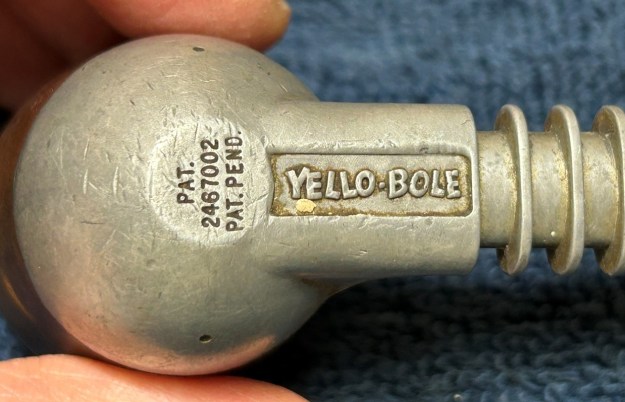 PAT.
2467002
PAT. PEND.
YELLO-BOLE